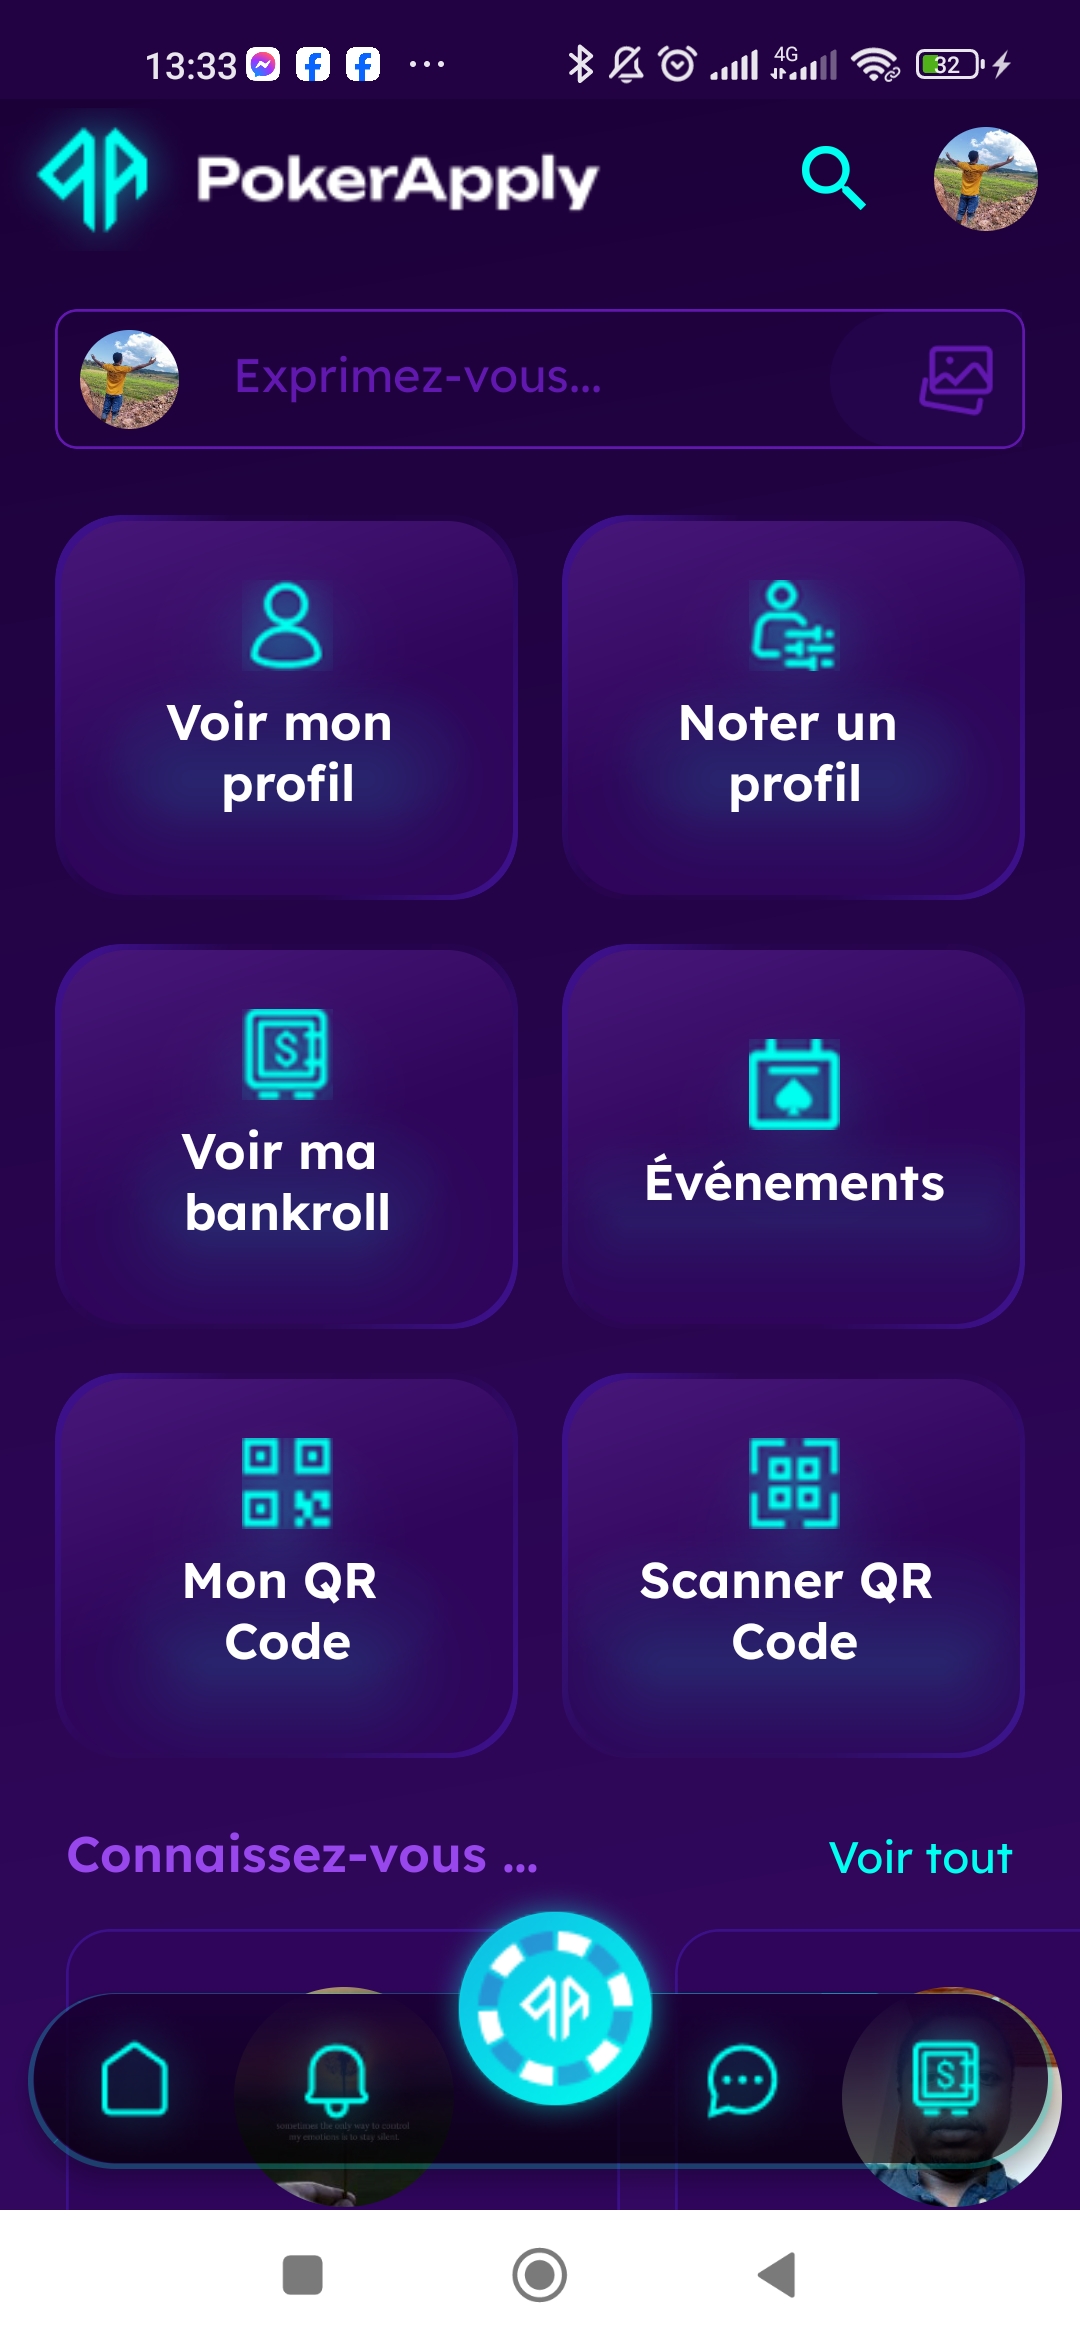 13:33
4G
32
PokerApply
Exprimez-vous...
Voir mon
profil
Noter un
profil
Voir ma
bankroll
Événements
Mon QR
Code
Scanner QR
Code
Connaissez-vous ...
Voir tout
sometimes the only way to control
my emotions is to stay silent.